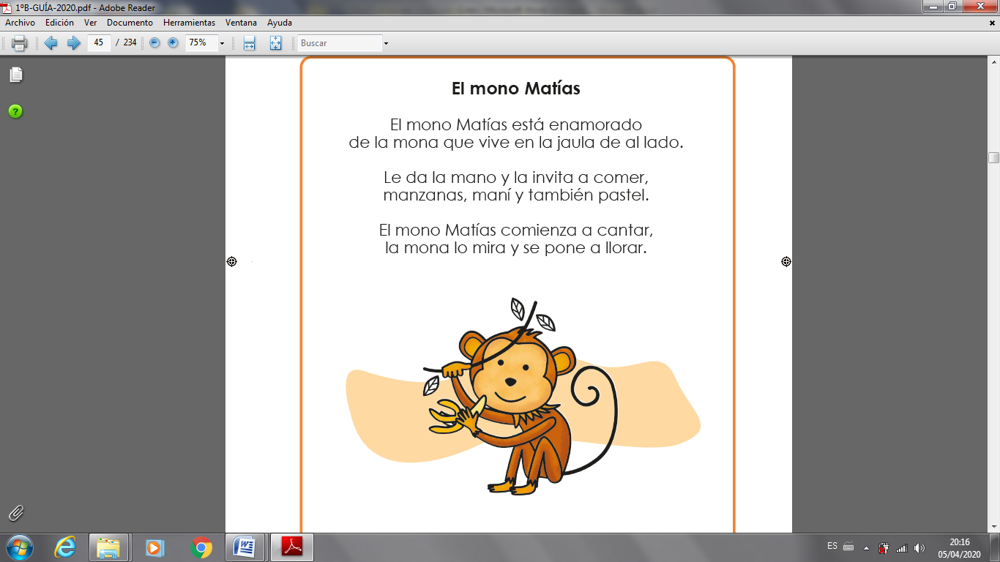 1ºB-GUÍA-2020.pdf - Adobe Reader
Archivo Edición Ver Documento Herramientas Ventana Ayuda
45 / 234 75% Buscar
El mono Matías
El mono Matías está enamorado
de la mona que vive en la jaula de al lado.
Le da la mano y la invita a comer,
manzanas, maní y también pastel.
El mono Matías comienza a cantar,
la mona lo mira y se pone a llorar.
ES 20:16
05/04/2020